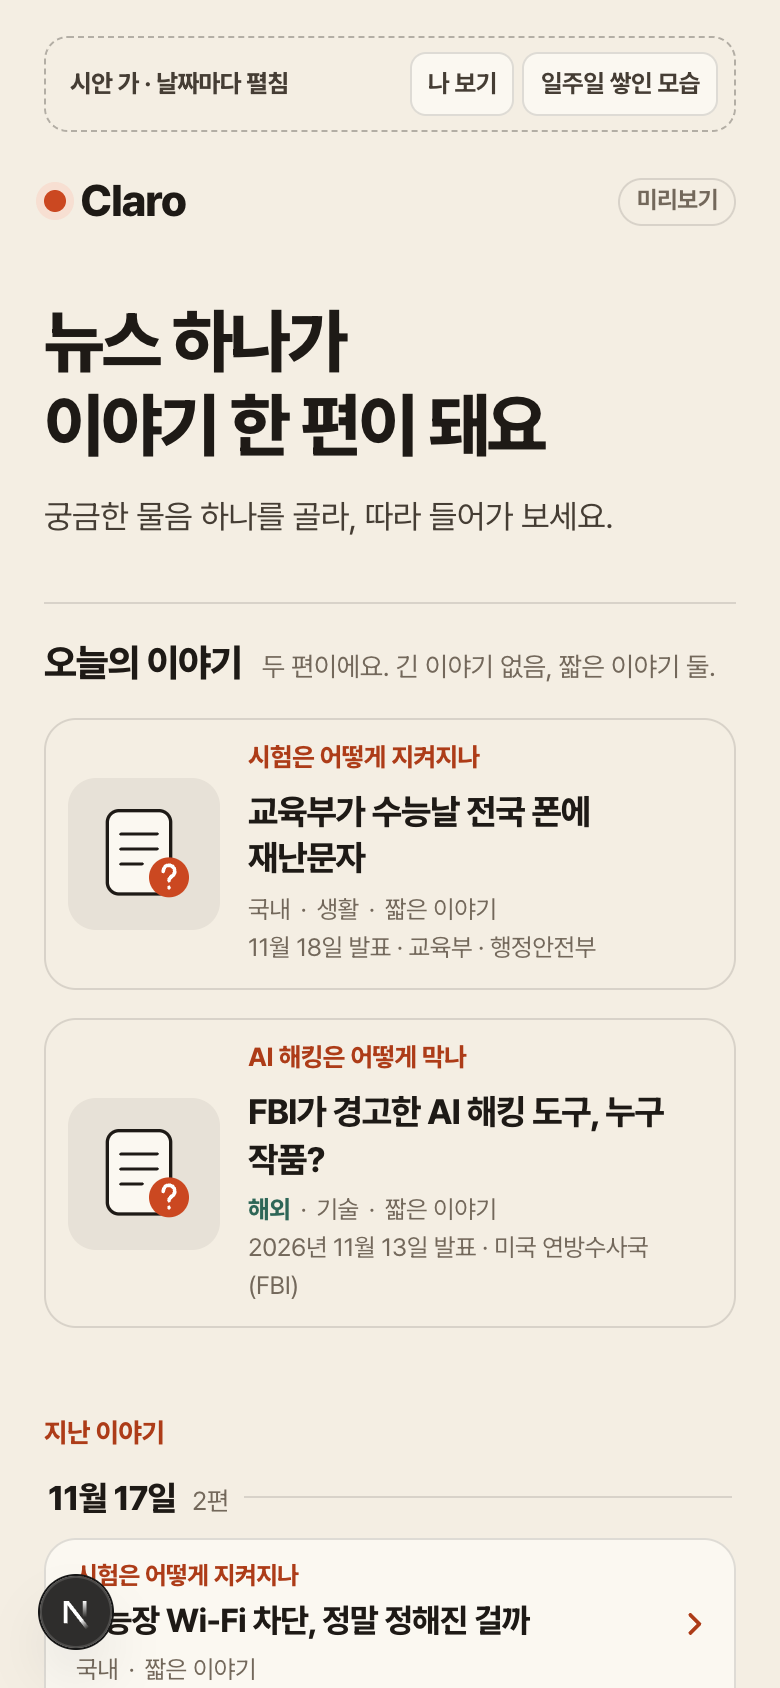 시안 가 · 날짜마다 펼침
나 보기
일주일 쌓인 모습
Claro
미리보기
뉴스 하나가
이야기 한 편이 돼요
궁금한 물음 하나를 골라, 따라 들어가 보세요.
오늘의 이야기 두 편이에요. 긴 이야기 없음, 짧은 이야기 둘.
시험은 어떻게 지켜지나
교육부가 수능날 전국 폰에
재난문자
?
국내 · 생활 · 짧은 이야기
11월 18일 발표 · 교육부 · 행정안전부
AI 해킹은 어떻게 막나
FBI가 경고한 AI 해킹 도구, 누구
작품?
?
해외 · 기술 · 짧은 이야기
2026년 11월 13일 발표 · 미국 연방수사국
(FBI)
지난 이야기
11월 17일 2편
시험은 어떻게 지켜지나
N
능장 Wi-Fi 차단, 정말 정해진 걸까
국내 · 짧은 이야기